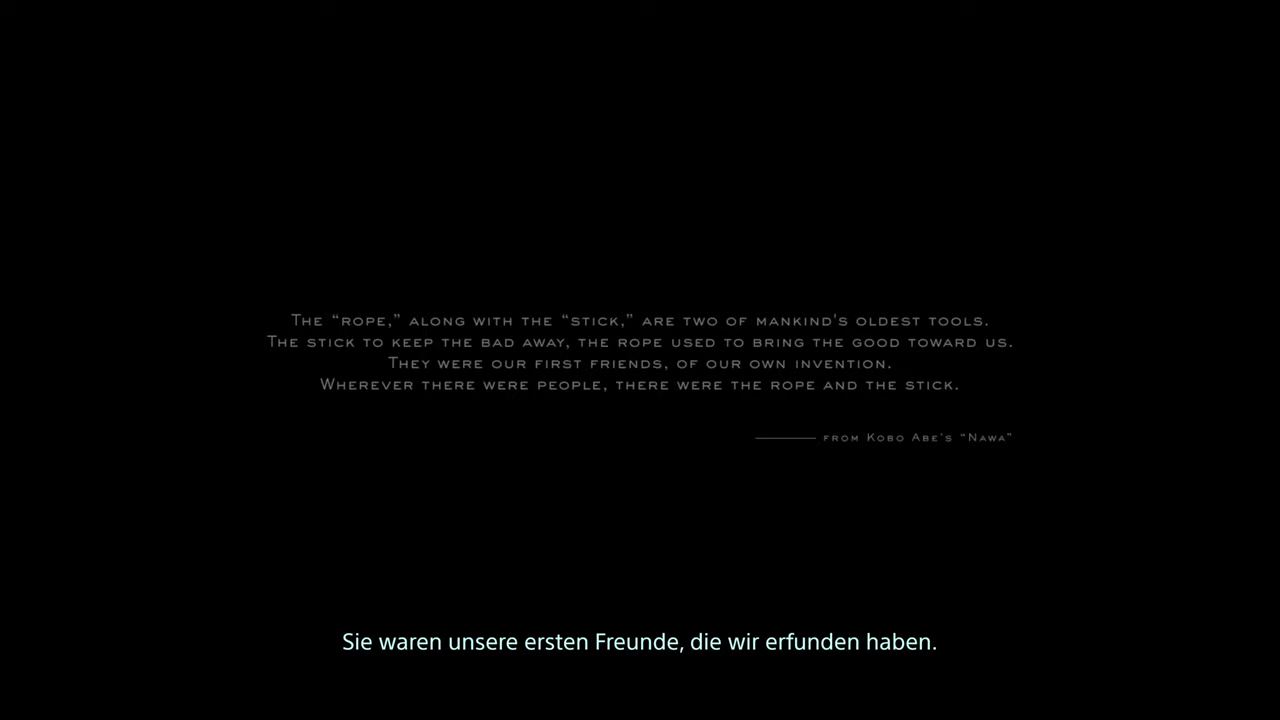 The “rope,” along with the “stick,” are two of mankind's oldest tools.
The stick to keep the bad away, the rope used to bring the good toward us.
They were our first friends, of our own invention.
Wherever there were people, there were the rope and the stick.
from Kobo Abe's “Nawa”
Sie waren unsere ersten Freunde, die wir erfunden haben.